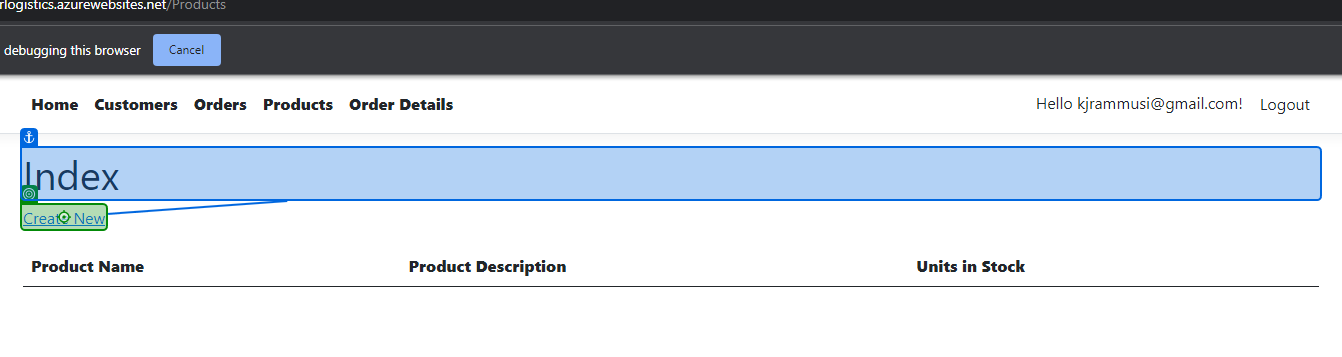 rlogistics.azurewebsites.net/Products
debugging this browser Cancel
Home Customers Orders Products Order Details Hello kjrammusi@gmail.com! Logout
Index
Create New
Product Name Product Description Units in Stock